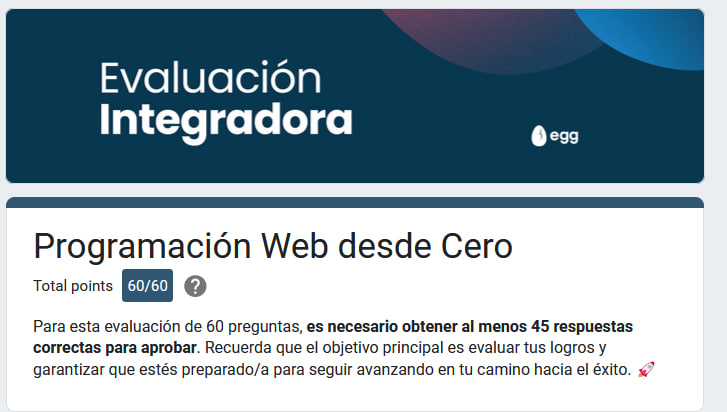 Evaluación
Integradora
egg
Programación Web desde Cero
Total points 60/60 ?
Para esta evaluación de 60 preguntas, es necesario obtener al menos 45 respuestas
correctas para aprobar. Recuerda que el objetivo principal es evaluar tus logros y
garantizar que estés preparado/a para seguir avanzando en tu camino hacia el éxito. 🚀